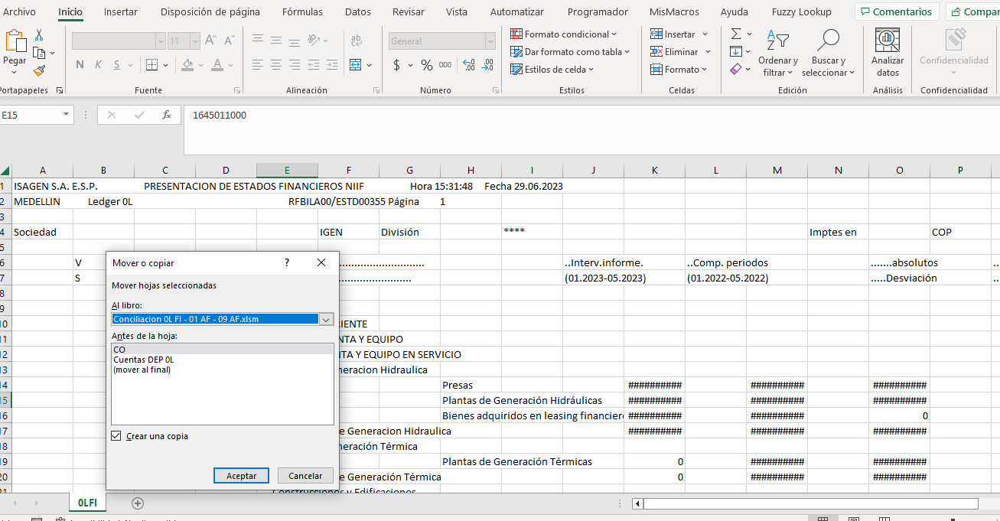 Archivo Inicio Insertar Disposición de página Fórmulas Datos Revisar Vista Automatizar Programador MisMacros Ayuda Fuzzy Lookup Comentarios Compar
Pegar
N K S
11
ab
General
$ % 000
Formato condicional
Dar formato como tabla
Estilos de celda
Insertar
Eliminar
Formato
Ordenar y
filtrar
Buscar y
seleccionar
Analizar
datos
Confidencialidad
Portapapeles Fuente Alineación Número Estilos Celdas Edición Análisis Confidencialidad
E15 fx 1645011000
A B C D E F G H I J K L M N O P
1 ISAGEN S.A. E.S.P. PRESENTACION DE ESTADOS FINANCIEROS NIIF Hora 15:31:48 Fecha 29.06.2023
2 MEDELLIN Ledger 0L RFBILA00/ESTD00355 Página 1
3
4 Sociedad IGEN División **** Imptes en COP
5
6 V ..Interv.informe. ..Comp. periodos .......absolutos ..
7 S (01.2023-05.2023) (01.2022-05.2022) .....Desviación ..
8
9
10 RIENTE
11 NTA Y EQUIPO
12 NTA Y EQUIPO EN SERVICIO
13 neracion Hidraulica
14 Presas ########## ########## ##########
15 Plantas de Generación Hidráulicas ########## ########## ##########
16 Bienes adquiridos en leasing financiero ########## ########## 0
17 e Generacion Hidraulica ########## ########## ##########
18 neración Térmica
19 Plantas de Generación Térmicas 0 ########## ##########
20 e Generación Térmica 0 ########## ##########
21 Construcciones y Edificaciones
Mover o copiar ?
Mover hojas seleccionadas
Al libro:
Conciliacion 0L FI - 01 AF - 09 AF.xlsm
Antes de la hoja:
CO
Cuentas DEP 0L
(mover al final)
Crear una copia
Aceptar Cancelar
0LFI